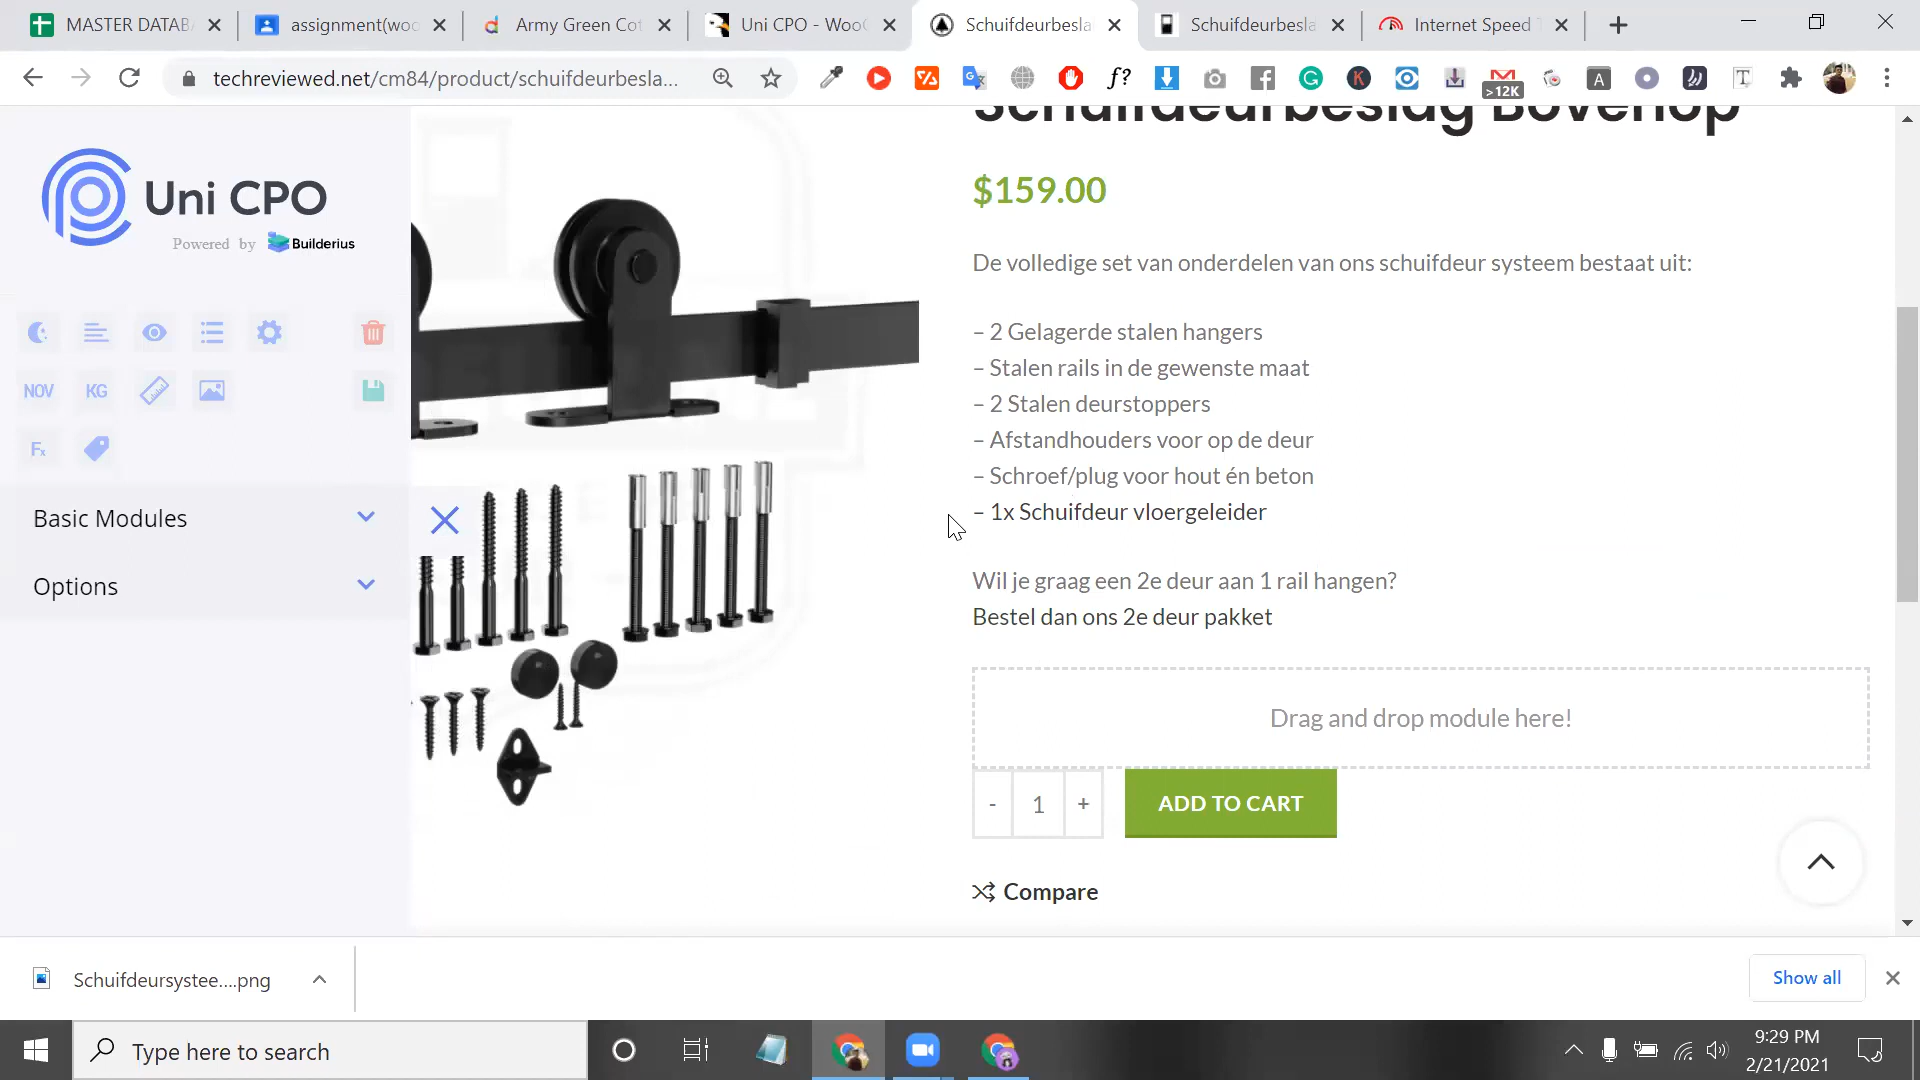 MASTER DATAB
assignment(woo
Army Green Cot
Uni CPO - WooC
Schuifdeurbesla
Schuifdeurbesla
Internet Speed T
techreviewed.net/cm84/product/schuifdeurbesla...
f?
>12K
Schuifdeurbeslag Bovenop
Uni CPO
Powered by Builderius
NOV
KG
Fx
Basic Modules
Options
$159.00
De volledige set van onderdelen van ons schuifdeur systeem bestaat uit:
– 2 Gelagerde stalen hangers
– Stalen rails in de gewenste maat
– 2 Stalen deurstoppers
– Afstandhouders voor op de deur
– Schroef/plug voor hout én beton
– 1x Schuifdeur vloergeleider
Wil je graag een 2e deur aan 1 rail hangen?
Bestel dan ons 2e deur pakket
Drag and drop module here!
- 1 + ADD TO CART
Compare
Schuifdeursystee....png
Show all
Type here to search
9:29 PM
2/21/2021